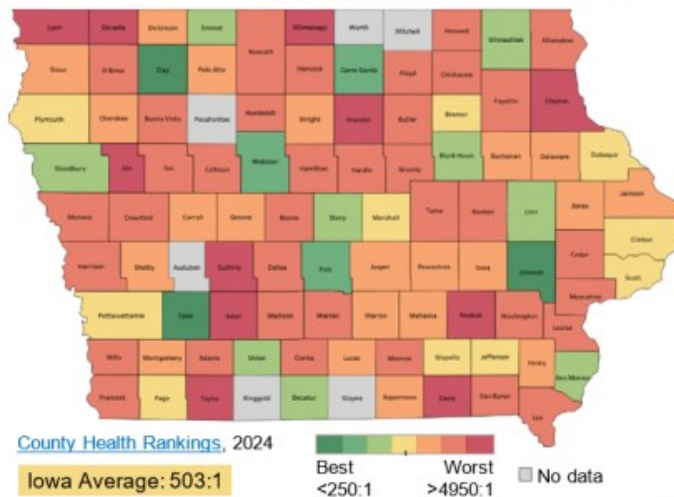 Lyon Osceola Dickinson Emmet Kossuth Winnebago Worth Mitchell Howard Winneshiek Allamakee
Sioux O'Brien Clay Palo Alto Hancock Cerro Gordo Floyd Chickasaw
Fayette Clayton
Plymouth Cherokee Buena Vista Pocahontas Humboldt Wright Franklin Butler Bremer
Woodbury Ida Sac Calhoun Webster Hamilton Hardin Grundy Black Hawk Buchanan Delaware Dubuque
Monona Crawford Carroll Greene Boone Story Marshall Tama Benton Linn Jones Jackson
Clinton
Harrison Shelby Audubon Guthrie Dallas Polk Jasper Poweshiek Iowa Johnson Cedar Scott
Muscatine
Pottawattamie Cass Adair Madison Warren Marion Mahaska Keokuk Washington Louisa
Mills Montgomery Adams Union Clarke Lucas Monroe Wapello Jefferson Henry Des Moines
Fremont Page Taylor Ringgold Decatur Wayne Appanoose Davis Van Buren Lee
County Health Rankings, 2024
Iowa Average: 503:1
Best Worst
<250:1 >4950:1
No data